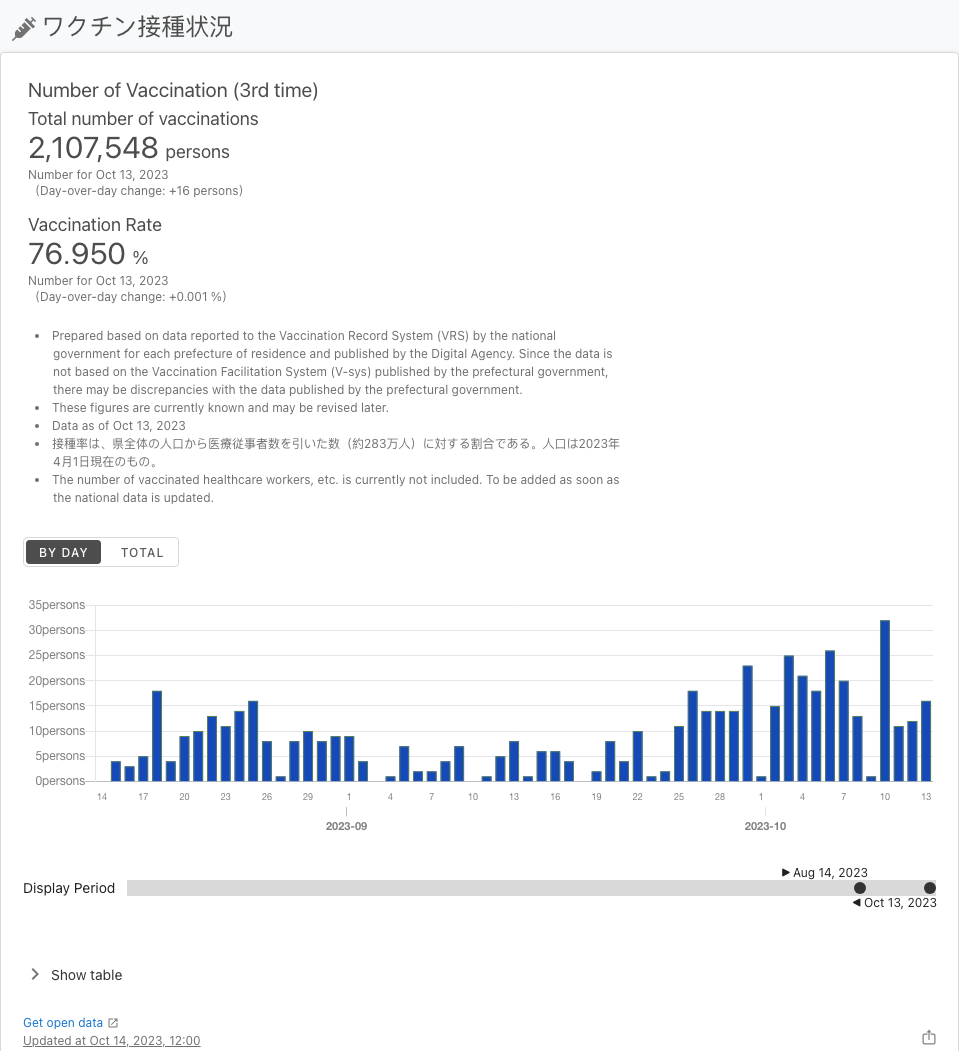 ワクチン接種状況
Number of Vaccination (3rd time)
Total number of vaccinations
2,107,548 persons
Number for Oct 13, 2023
(Day-over-day change: +16 persons)
Vaccination Rate
76.950 %
Number for Oct 13, 2023
(Day-over-day change: +0.001 %)
• Prepared based on data reported to the Vaccination Record System (VRS) by the national
government for each prefecture of residence and published by the Digital Agency. Since the data is
not based on the Vaccination Facilitation System (V-sys) published by the prefectural government,
there may be discrepancies with the data published by the prefectural government.
• These figures are currently known and may be revised later.
• Data as of Oct 13, 2023
• 接種率は、県全体の人口から医療従事者数を引いた数（約283万人）に対する割合である。人口は2023年
4月1日現在のもの。
• The number of vaccinated healthcare workers, etc. is currently not included. To be added as soon as
the national data is updated.
BY DAY TOTAL
35persons
30persons
25persons
20persons
15persons
10persons
5persons
0persons
14 17 20 23 26 29 1 4 7 10 13 16 19 22 25 28 1 4 7 10 13
2023-09 2023-10
▶ Aug 14, 2023
Display Period
◀ Oct 13, 2023
Show table
Get open data
Updated at Oct 14, 2023, 12:00